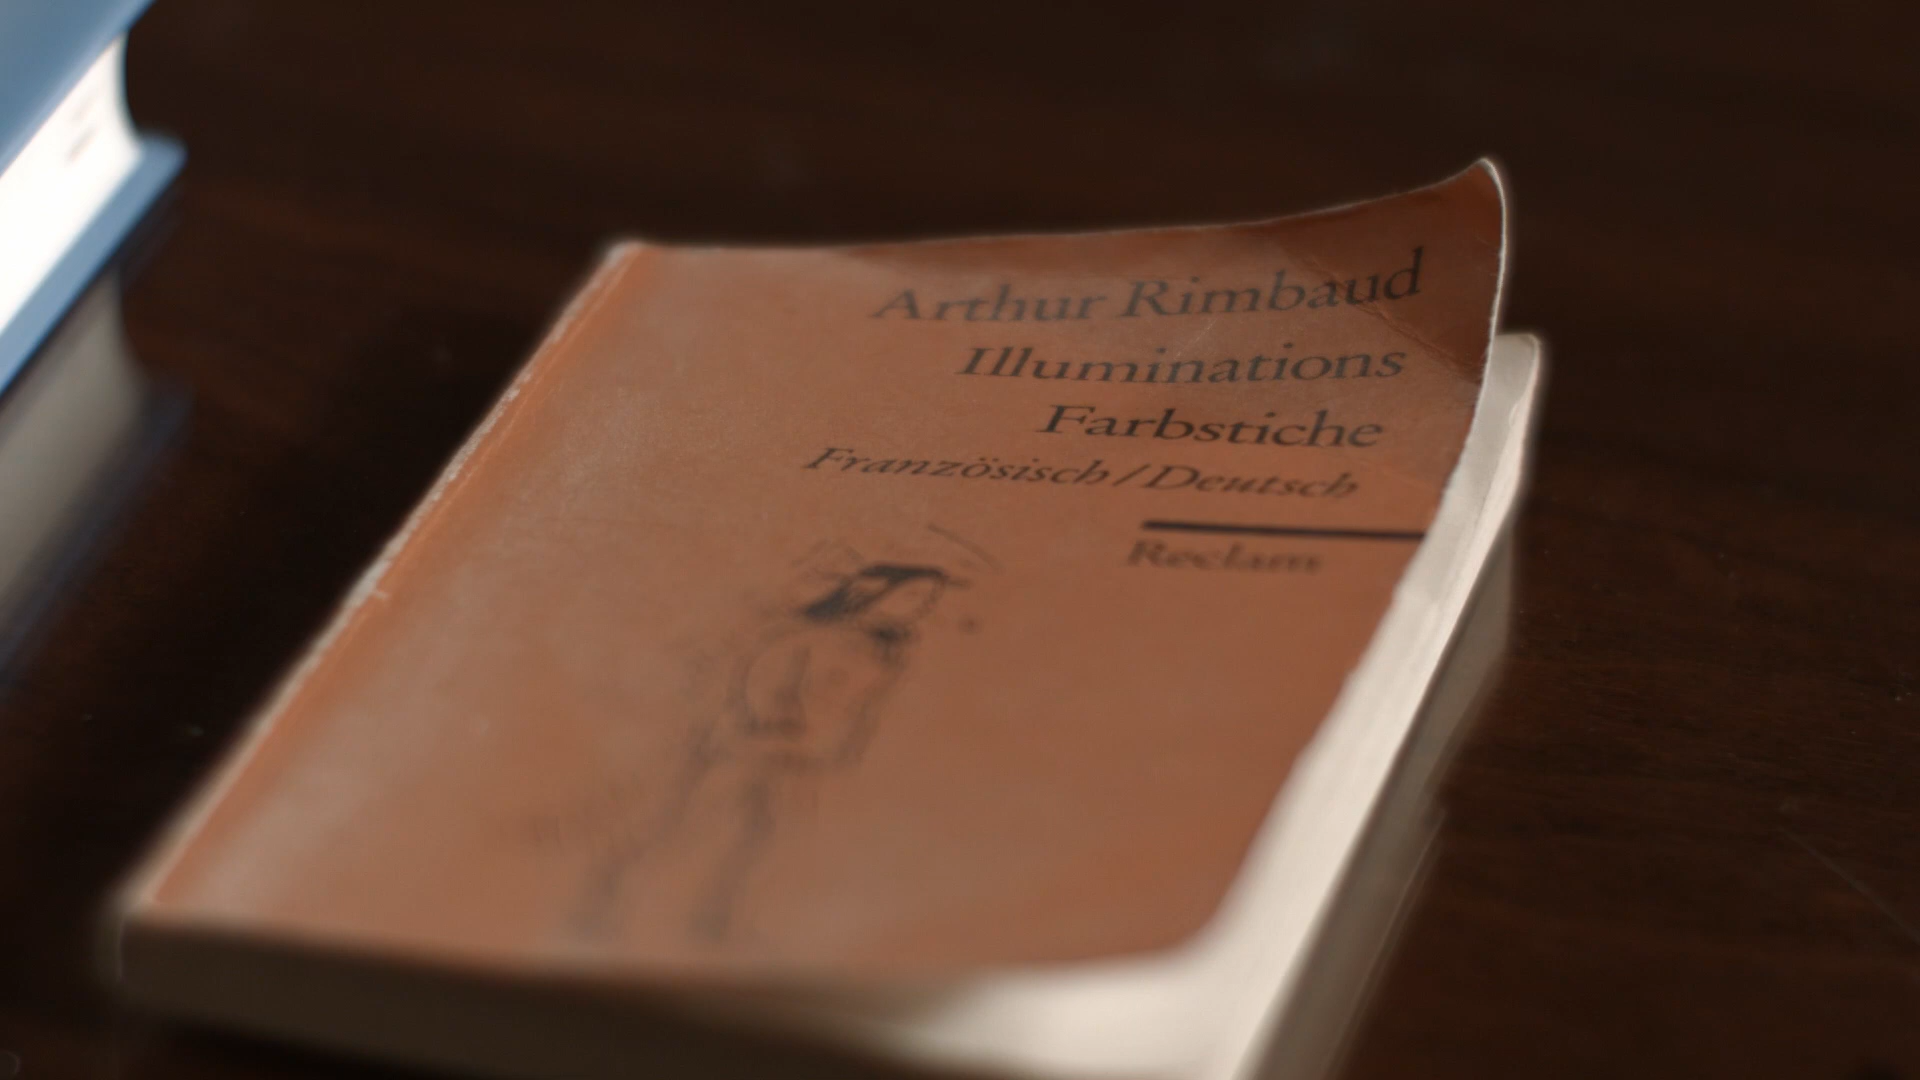 Arthur Rimbaud
Illuminations
Farbstiche
Französisch / Deutsch
Reclam